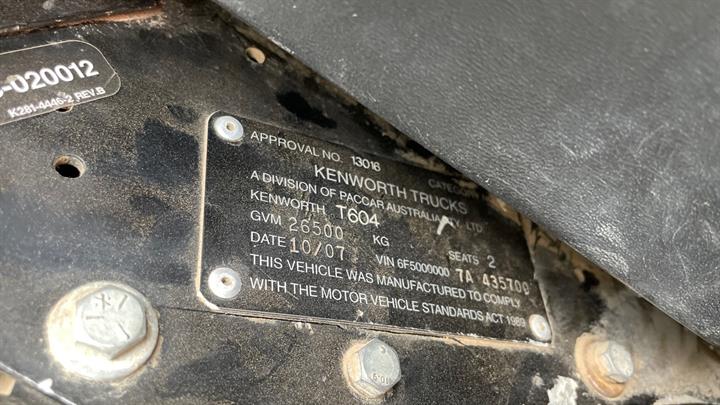 -020012
K281-4446-2 REV.B
APPROVAL NO. 13016
KENWORTH TRUCKS
A DIVISION OF PACCAR AUSTRALIA PTY. LTD
KENWORTH T604
GVM 26500 KG SEATS 2
DATE 10/07 VIN 6F5000000 7A 435700
THIS VEHICLE WAS MANUFACTURED TO COMPLY
WITH THE MOTOR VEHICLE STANDARDS ACT 1989